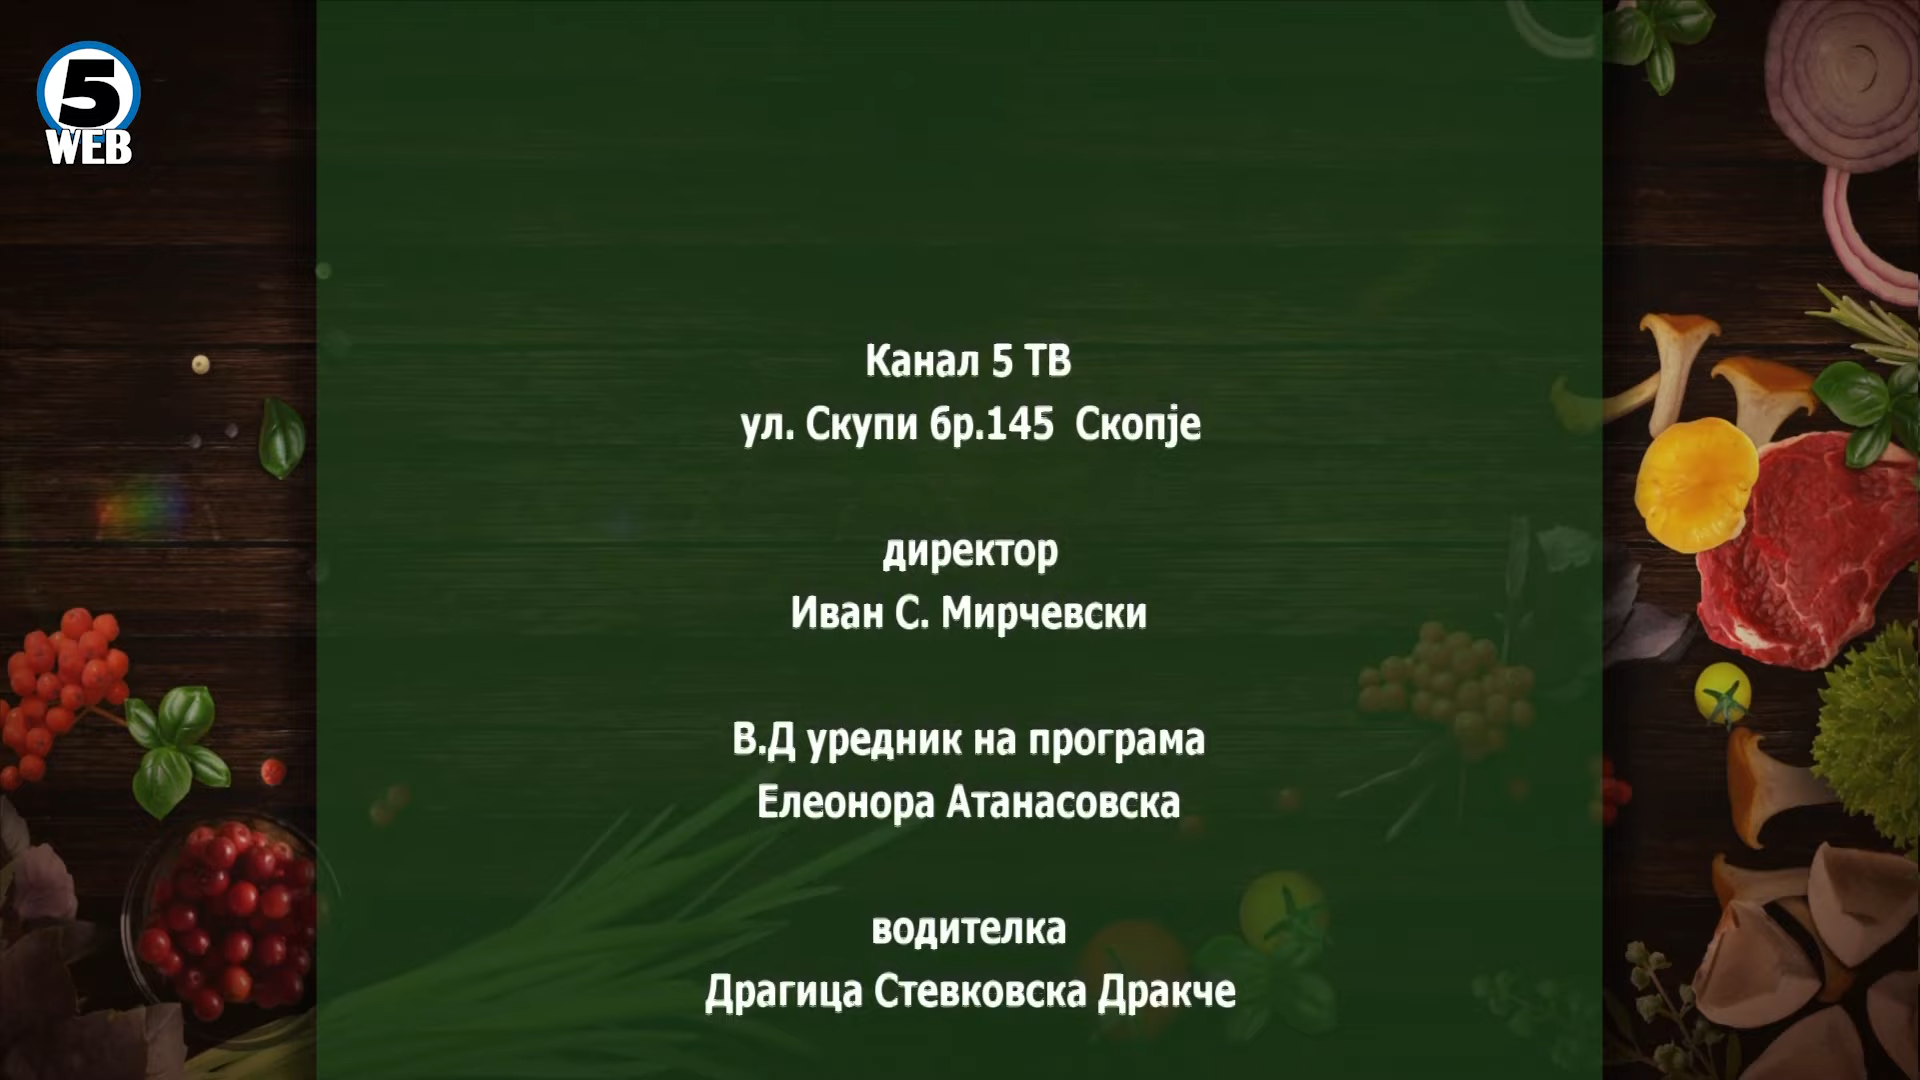 5
WEB
Канал 5 ТВ
ул. Скупи бр.145  Скопје
директор
Иван С. Мирчевски
В.Д уредник на програма
Елеонора Атанасовска
водителка
Драгица Стевковска Дракче